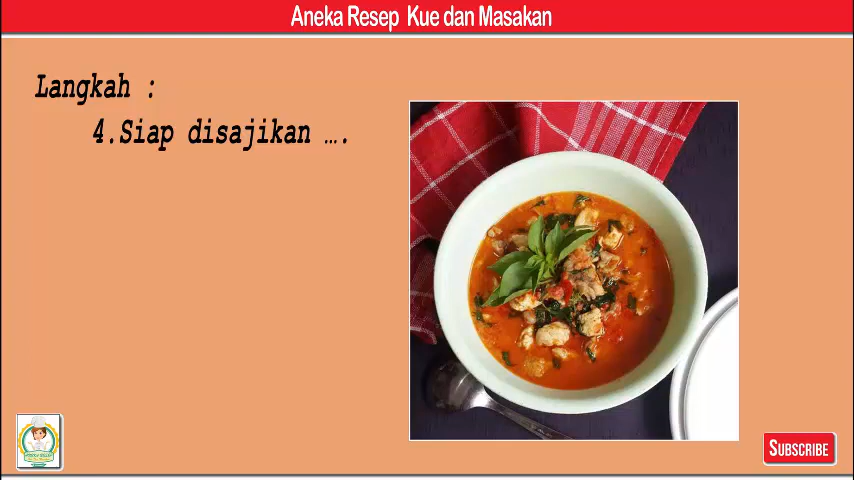 Aneka Resep Kue dan Masakan
Langkah :
4.Siap disajikan ....
SUBSCRIBE